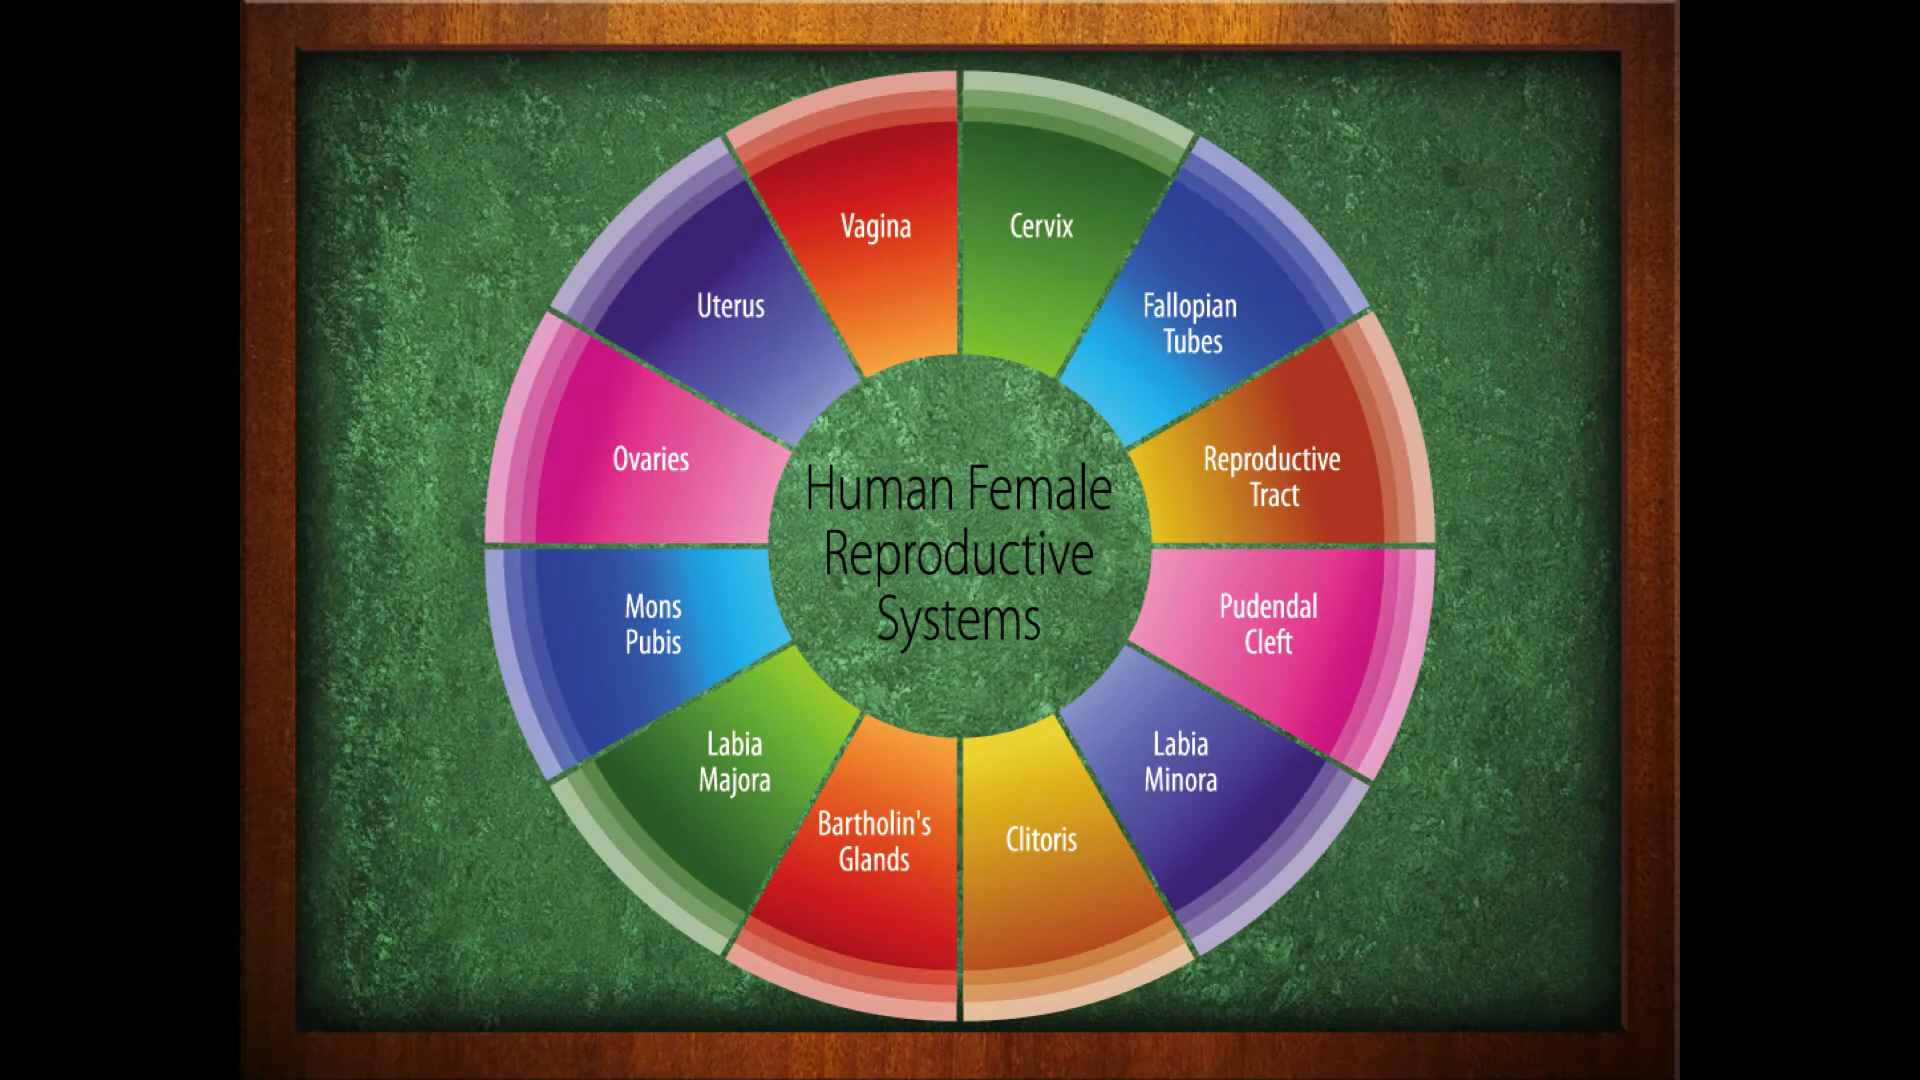 Vagina
Cervix
Fallopian
Tubes
Reproductive
Tract
Pudendal
Cleft
Labia
Minora
Clitoris
Bartholin's
Glands
Labia
Majora
Mons
Pubis
Ovaries
Uterus
Human Female
Reproductive
Systems